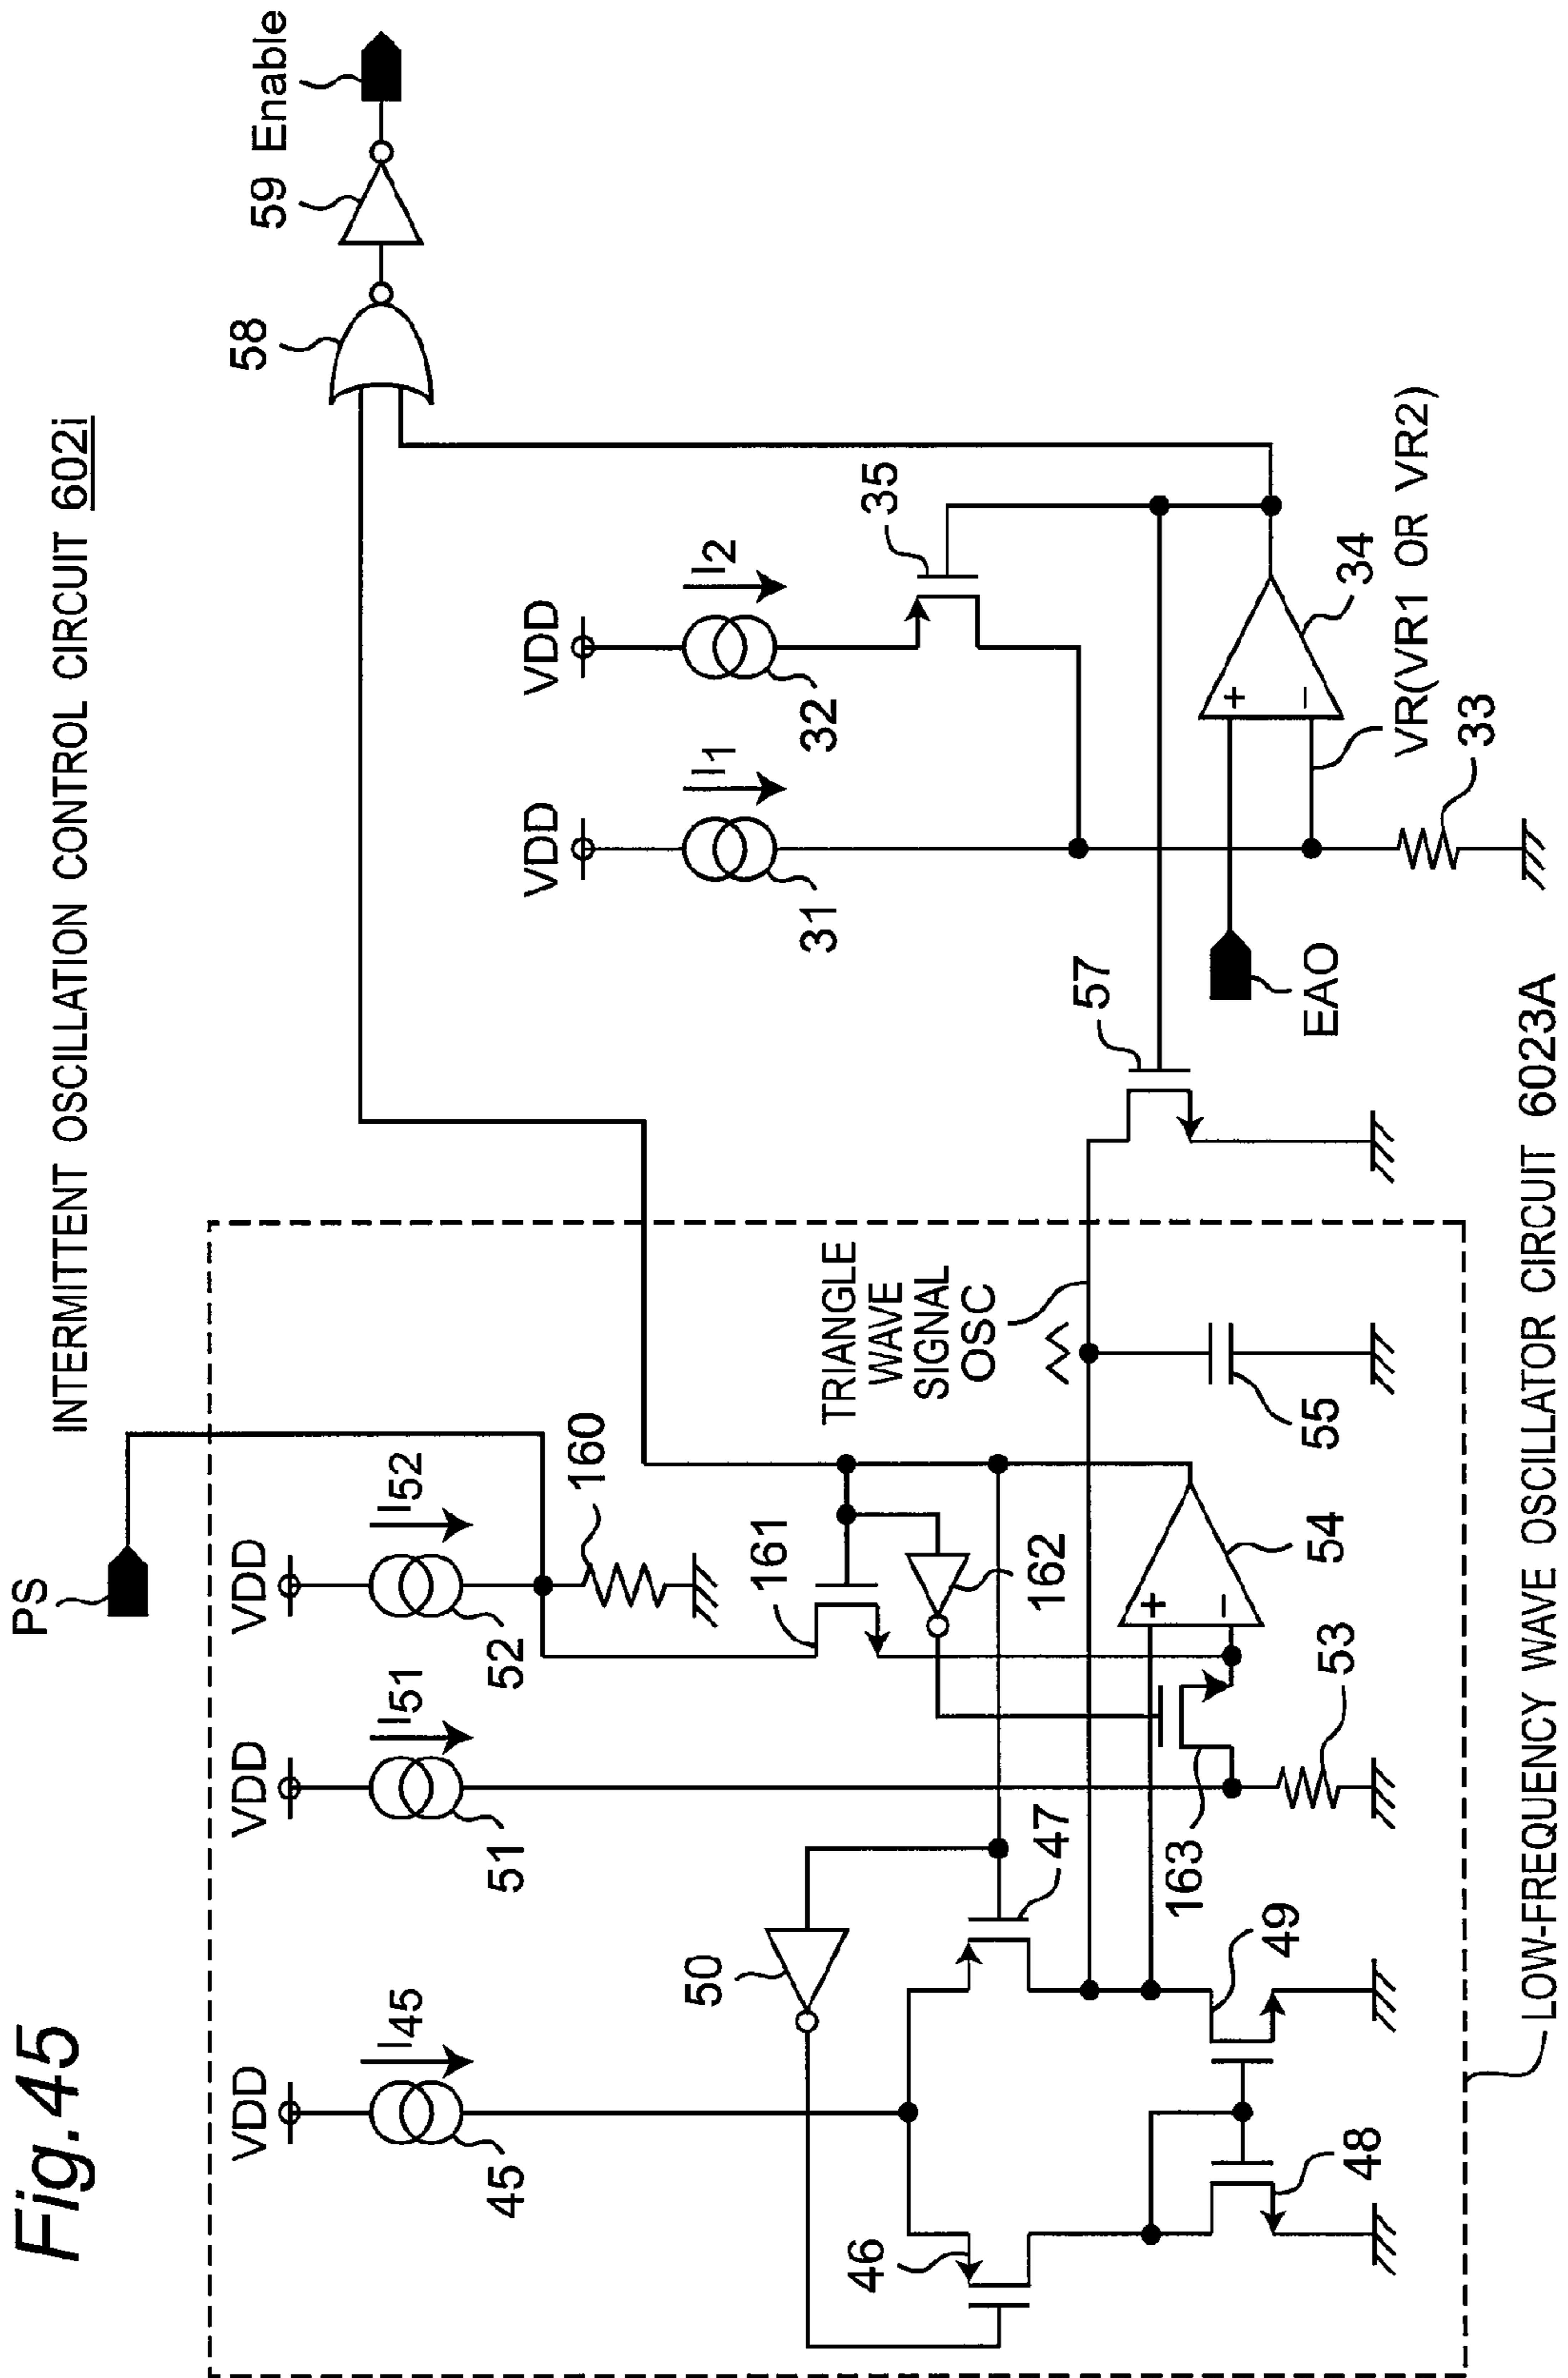 Fig.45
INTERMITTENT OSCILLATION CONTROL CIRCUIT 602i
PS
VDD
I45
45
VDD
I51
51
VDD
I52
52
160
50
46
47
48
49
161
162
163
53
54
55
TRIANGLE
WAVE
SIGNAL
OSC
57
58
59 Enable
VDD
I1
31
VDD
I2
32
35
EAO
+
−
34
VR(VR1 OR VR2)
33
+
−
LOW-FREQUENCY WAVE OSCILLATOR CIRCUIT 6023A